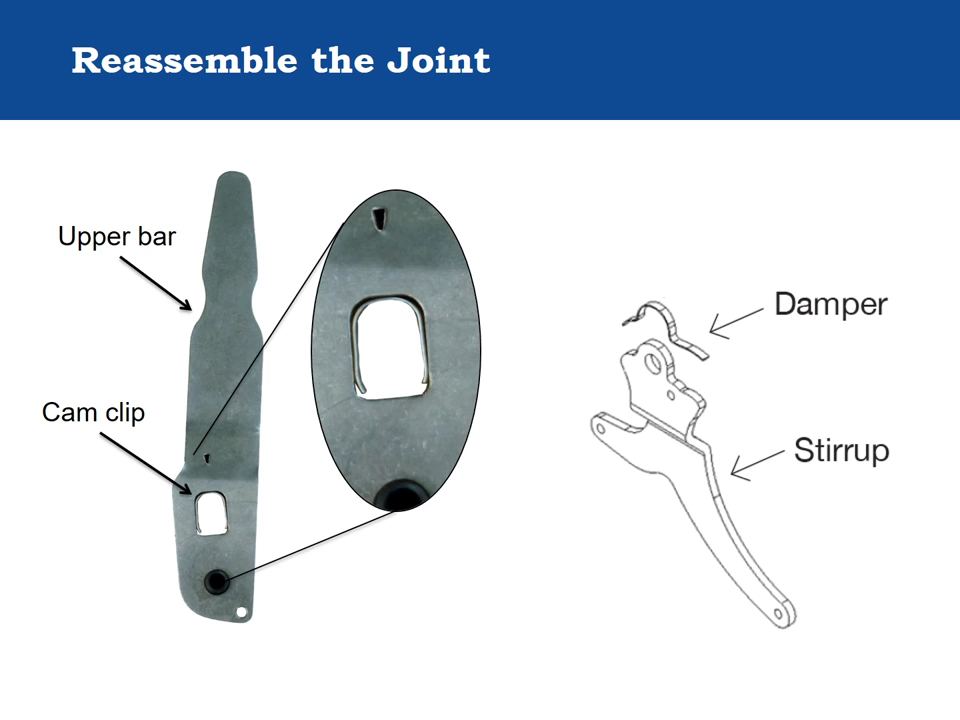 Reassemble the Joint
Upper bar
Cam clip
Damper
Stirrup